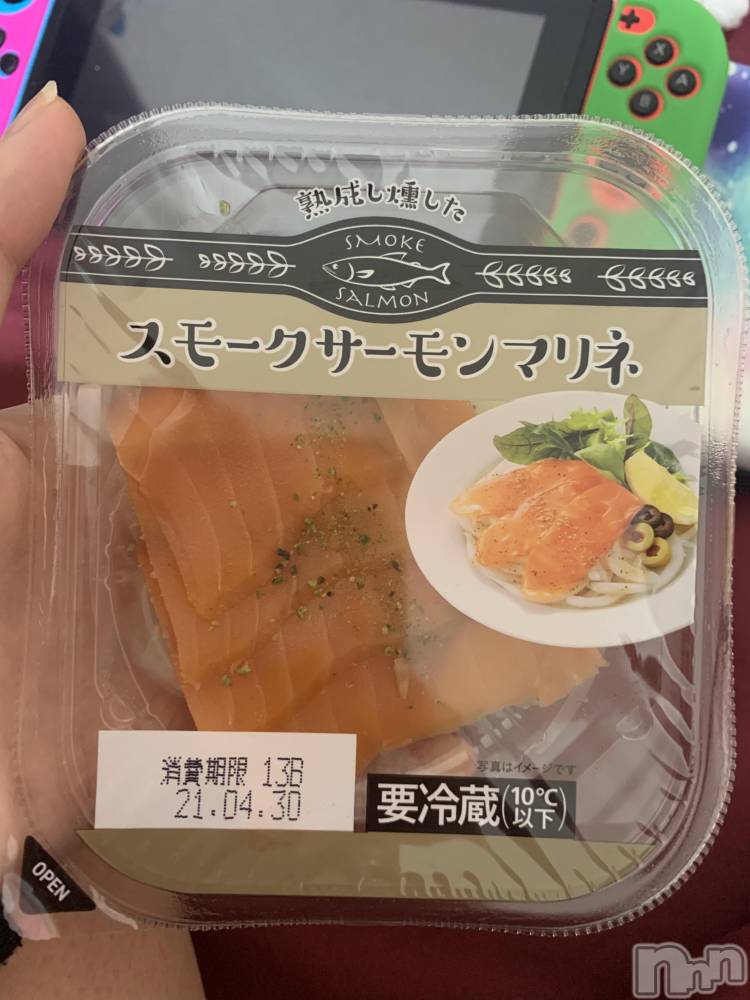 +
X
Y
A
B
熟成し燻した
SMOKE
SALMON
スモークサーモンマリネ
写真はイメージです
消費期限 136
21.04.30
要冷蔵(10℃以下)
OPEN
nnn